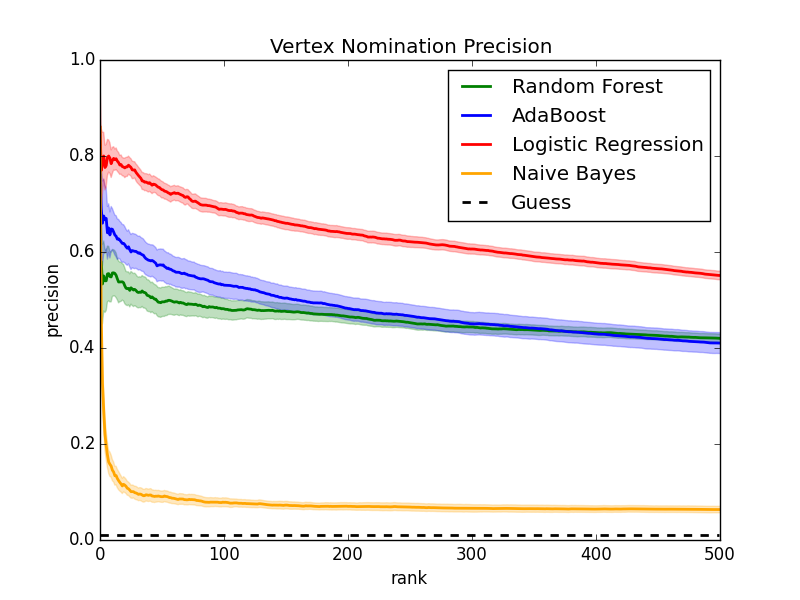 Vertex Nomination Precision
1.0
0.8
0.6
0.4
0.2
0.0
precision
Random Forest
AdaBoost
Logistic Regression
Naive Bayes
Guess
0 100 200 300 400 500
rank